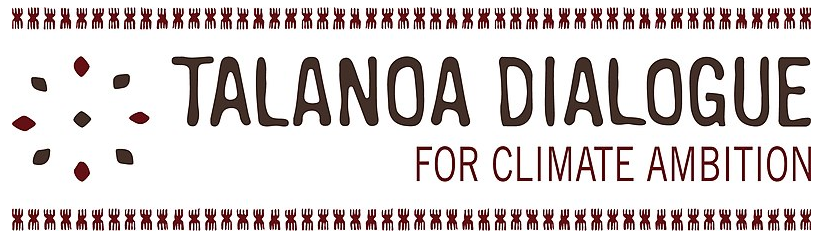 TALANOA DIALOGUE
FOR CLIMATE AMBITION